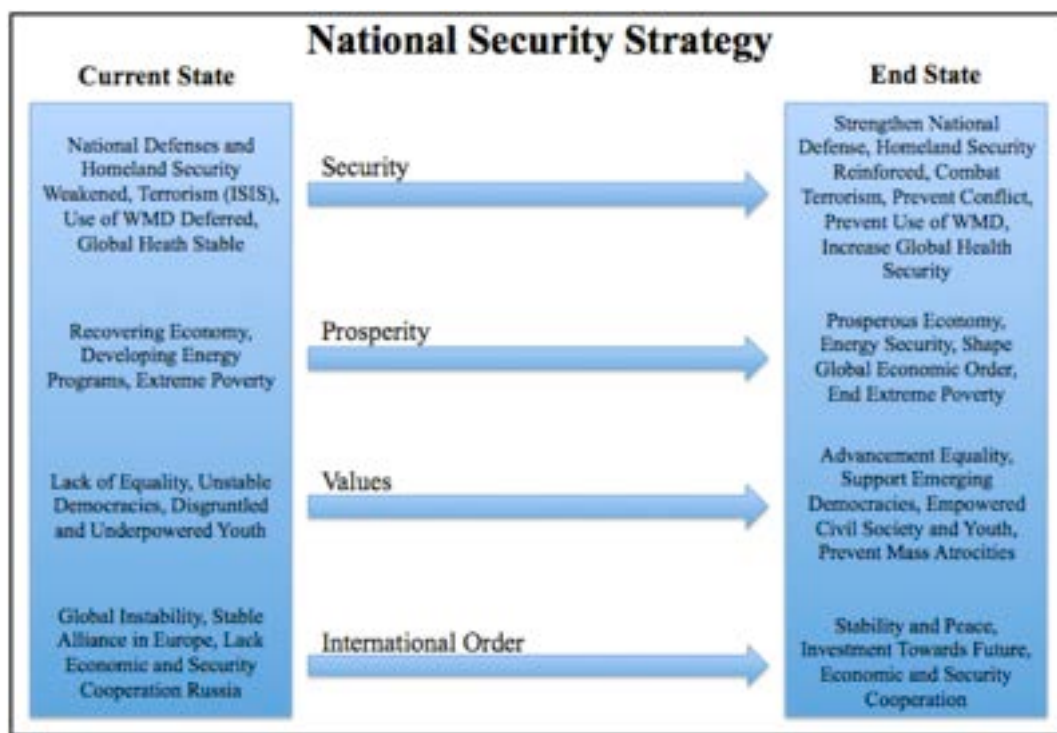 National Security Strategy
Current State
End State
National Defenses and
Homeland Security
Weakened, Terrorism (ISIS),
Use of WMD Deferred,
Global Heath Stable
Security
Strengthen National
Defense, Homeland Security
Reinforced, Combat
Terrorism, Prevent Conflict,
Prevent Use of WMD,
Increase Global Health
Security
Recovering Economy,
Developing Energy
Programs, Extreme Poverty
Prosperity
Prosperous Economy,
Energy Security, Shape
Global Economic Order,
End Extreme Poverty
Lack of Equality, Unstable
Democracies, Disgruntled
and Underpowered Youth
Values
Advancement Equality,
Support Emerging
Democracies, Empowered
Civil Society and Youth,
Prevent Mass Atrocities
Global Instability, Stable
Alliance in Europe, Lack
Economic and Security
Cooperation Russia
International Order
Stability and Peace,
Investment Towards Future,
Economic and Security
Cooperation